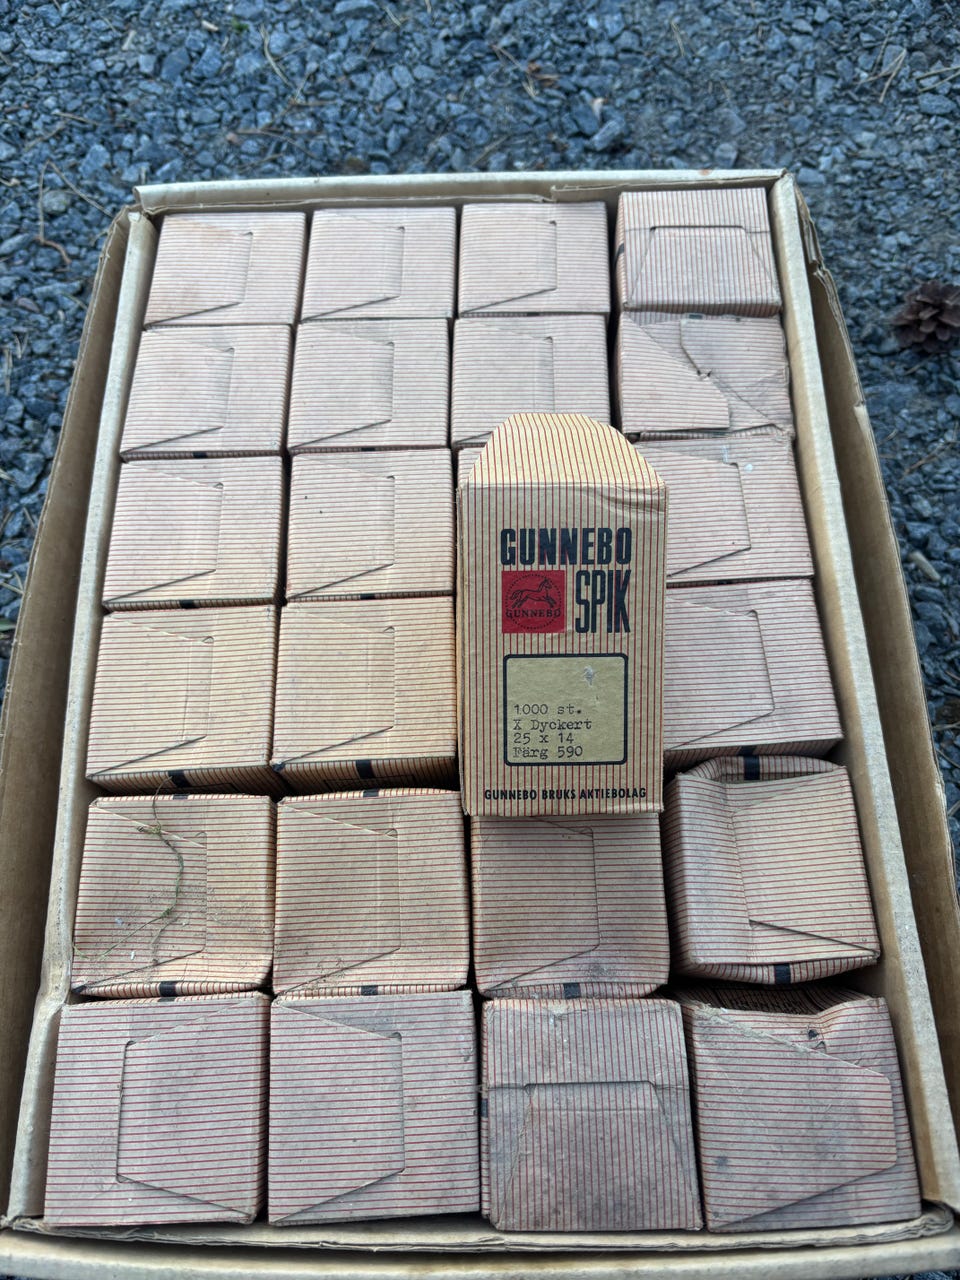 GUNNEBO
SPIK
GUNNEBO
1000 st.
X Dyckert
25 x 14
Färg 590
GUNNEBO BRUKS AKTIEBOLAG